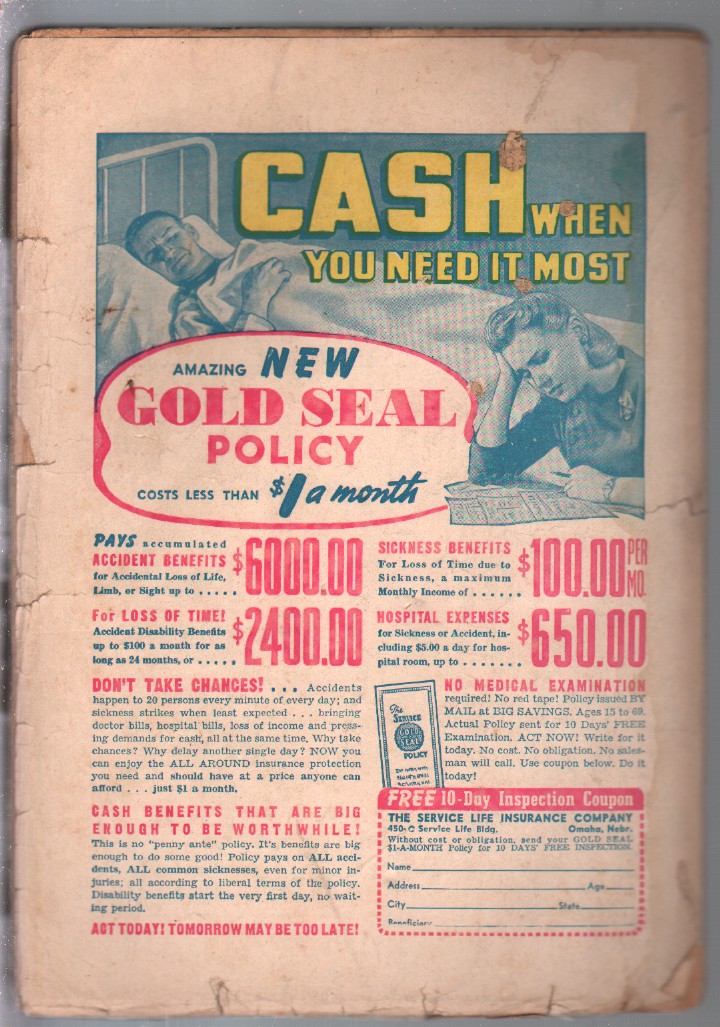 CASH WHEN
YOU NEED IT MOST
AMAZING NEW
GOLD SEAL
POLICY
COSTS LESS THAN $1 a month
PAYS accumulated
ACCIDENT BENEFITS
for Accidental Loss of Life,
Limb, or Sight up to . . . . .
$6000.00
For LOSS OF TIME!
Accident Disability Benefits
up to $100 a month for as
long as 24 months, or . . . . .
$2400.00
SICKNESS BENEFITS
For Loss of Time due to
Sickness, a maximum
Monthly Income of . . . . . .
$100.00 PER MO.
HOSPITAL EXPENSES
for Sickness or Accident, in-
cluding $5.00 a day for hos-
pital room, up to . . . . . . .
$650.00
DON'T TAKE CHANCES! . . . Accidents
happen to 20 persons every minute of every day; and
sickness strikes when least expected . . . bringing
doctor bills, hospital bills, loss of income and press-
ing demands for cash, all at the same time. Why take
chances? Why delay another single day? NOW you
can enjoy the ALL AROUND insurance protection
you need and should have at a price anyone can
afford . . . just $1 a month.
CASH BENEFITS THAT ARE BIG
ENOUGH TO BE WORTHWHILE!
This is no "penny ante" policy. It's benefits are big
enough to do some good! Policy pays on ALL acci-
dents, ALL common sicknesses, even for minor in-
juries; all according to liberal terms of the policy.
Disability benefits start the very first day, no wait-
ing period.
ACT TODAY! TOMORROW MAY BE TOO LATE!
The
SERVICE
GOLD
SEAL
POLICY
NO MEDICAL EXAMINATION
required! No red tape! Policy issued BY
MAIL at BIG SAVINGS. Ages 15 to 69.
Actual Policy sent for 10 Days' FREE
Examination. ACT NOW! Write for it
today. No cost. No obligation. No sales-
man will call. Use coupon below. Do it
today!
FREE 10-Day Inspection Coupon
THE SERVICE LIFE INSURANCE COMPANY
450-C Service Life Bldg. Omaha, Nebr.
Without cost or obligation, send your GOLD SEAL
$1-A-MONTH Policy for 10 DAYS' FREE INSPECTION.
Name
Address Age
City State
Beneficiary